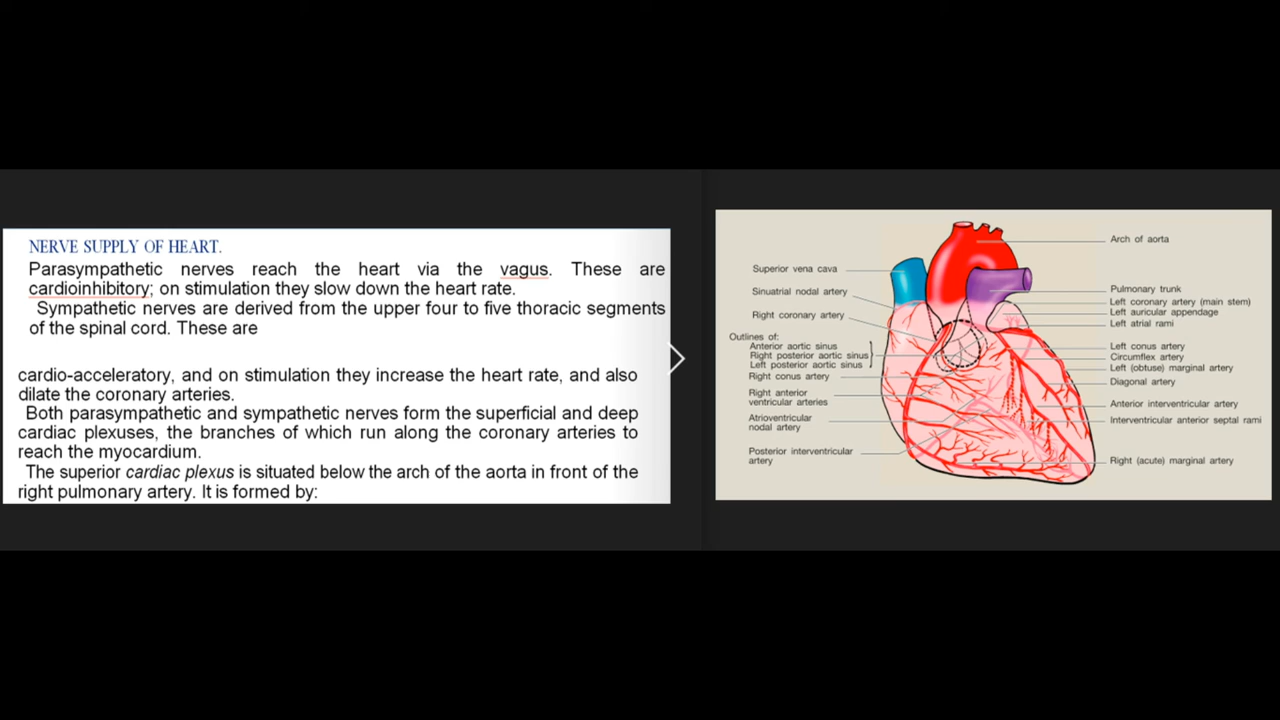 NERVE SUPPLY OF HEART.
Parasympathetic nerves reach the heart via the vagus. These are
cardioinhibitory; on stimulation they slow down the heart rate.
Sympathetic nerves are derived from the upper four to five thoracic segments
of the spinal cord. These are
cardio-acceleratory, and on stimulation they increase the heart rate, and also
dilate the coronary arteries.
Both parasympathetic and sympathetic nerves form the superficial and deep
cardiac plexuses, the branches of which run along the coronary arteries to
reach the myocardium.
The superior cardiac plexus is situated below the arch of the aorta in front of the
right pulmonary artery. It is formed by:
Superior vena cava
Sinuatrial nodal artery
Right coronary artery
Outlines of:
Anterior aortic sinus
Right posterior aortic sinus
Left posterior aortic sinus
Right conus artery
Right anterior
ventricular arteries
Atrioventricular
nodal artery
Posterior interventricular
artery
Arch of aorta
Pulmonary trunk
Left coronary artery (main stem)
Left auricular appendage
Left atrial rami
Left conus artery
Circumflex artery
Left (obtuse) marginal artery
Diagonal artery
Anterior interventricular artery
Interventricular anterior septal rami
Right (acute) marginal artery